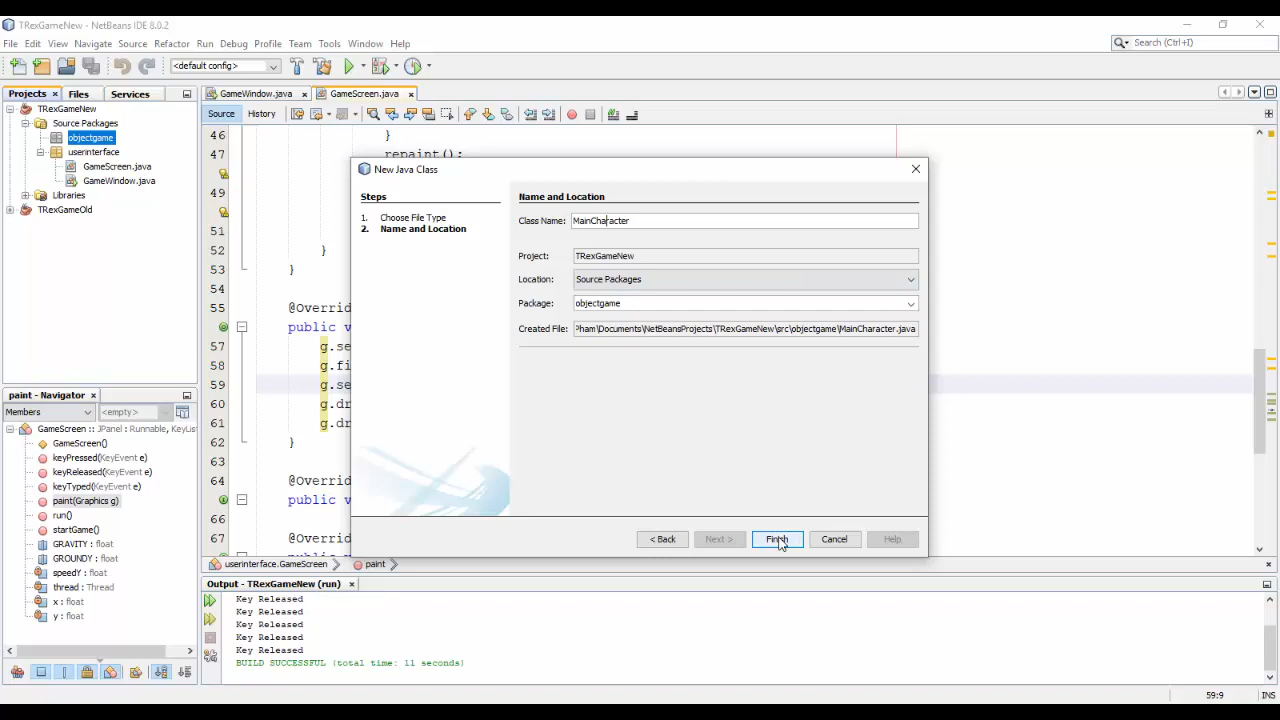 TRexGameNew - NetBeans IDE 8.0.2
File Edit View Navigate Source Refactor Run Debug Profile Team Tools Window Help
Search (Ctrl+I)
<default config>
Projects Files Services
TRexGameNew
Source Packages
objectgame
userinterface
GameScreen.java
GameWindow.java
Libraries
TRexGameOld
GameWindow.java GameScreen.java
Source History
46 }
47 repaint();
49
51
52 }
53 }
54
55 @Overrid
56 public v
57 g.se
58 g.fi
59 g.se
60 g.dr
61 g.dr
62 }
63
64 @Overrid
public v
66
67 @Overrid
New Java Class
Steps
1. Choose File Type
2. Name and Location
Name and Location
Class Name: MainCharacter
Project: TRexGameNew
Location: Source Packages
Package: objectgame
Created File: ?ham\Documents\NetBeansProjects\TRexGameNew\src\objectgame\MainCharacter.java
< Back Next > Finish Cancel Help
paint - Navigator
Members <empty>
GameScreen :: JPanel : Runnable, KeyList
GameScreen()
keyPressed(KeyEvent e)
keyReleased(KeyEvent e)
keyTyped(KeyEvent e)
paint(Graphics g)
run()
startGame()
GRAVITY : float
GROUNDY : float
speedY : float
thread : Thread
x : float
y : float
userinterface.GameScreen paint
Output - TRexGameNew (run)
Key Released
Key Released
Key Released
Key Released
Key Released
BUILD SUCCESSFUL (total time: 11 seconds)
59:9 INS